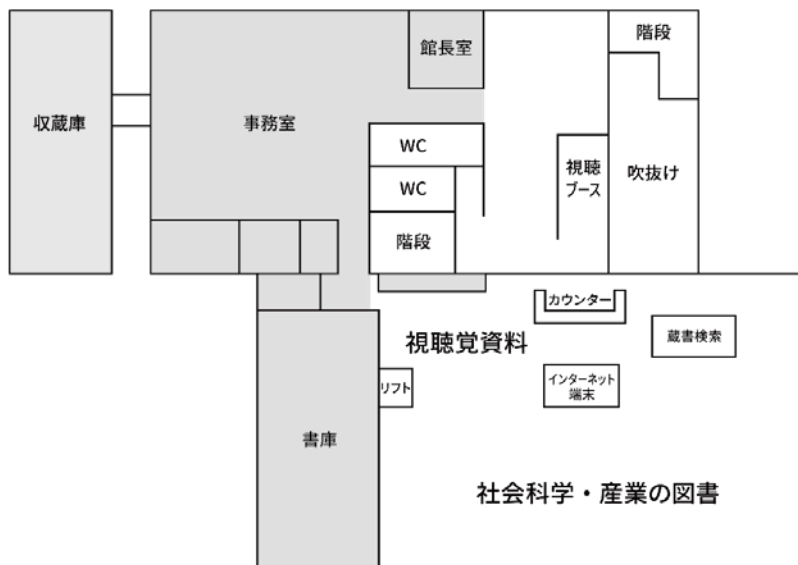 階段
館長室
収蔵庫
事務室
WC
視聴
ブース
吹抜け
WC
階段
カウンター
視聴党資料
蔵書検索
リフト
インターネット
端末
書庫
社会科学・産業の図書